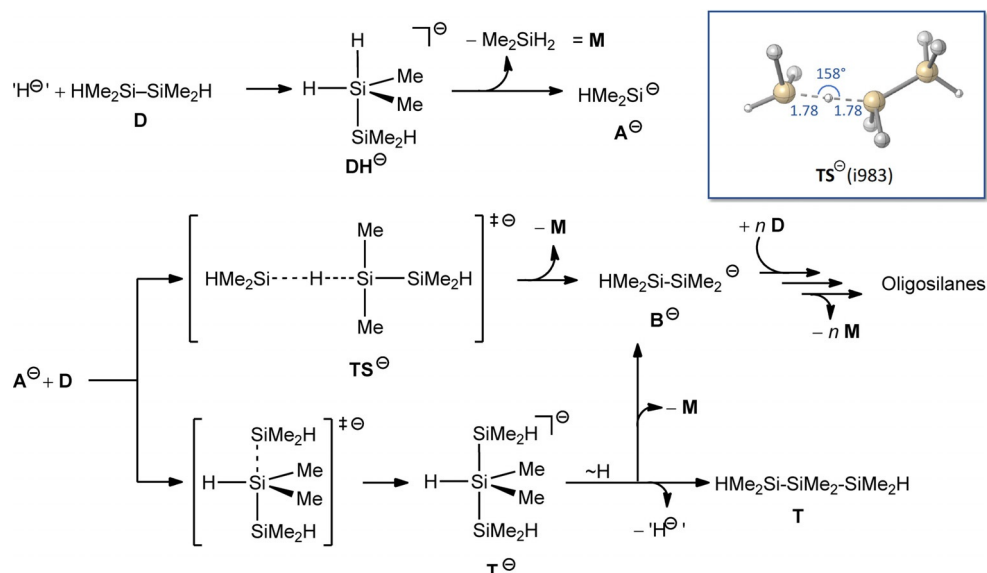 'H⊖' + HMe2Si–SiMe2H
D
H
H
Si
Me
Me
SiMe2H
⊖
DH⊖
– Me2SiH2 = M
HMe2Si⊖
A⊖
158°
1.78
1.78
TS⊖(i983)
A⊖ + D
Me
HMe2Si
H
Si
SiMe2H
Me
‡⊖
TS⊖
– M
HMe2Si-SiMe2⊖
B⊖
+ n D
– n M
Oligosilanes
SiMe2H
H
Si
Me
Me
SiMe2H
‡⊖
SiMe2H
H
Si
Me
Me
SiMe2H
⊖
T⊖
~H
– M
– 'H⊖'
HMe2Si-SiMe2-SiMe2H
T